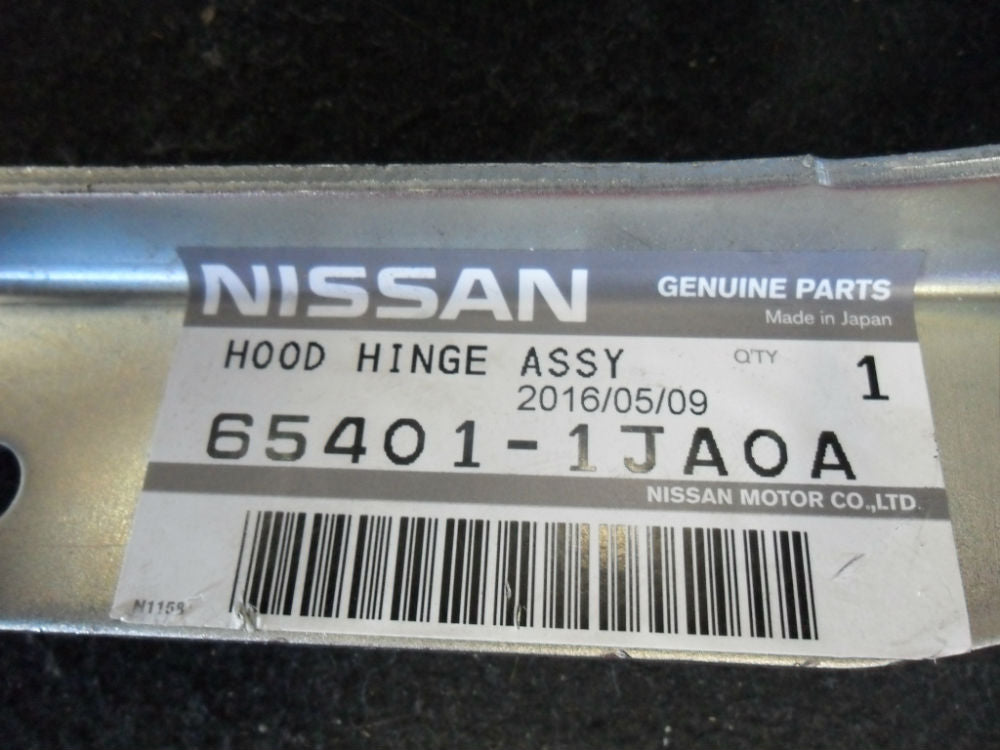 NISSAN GENUINE PARTS
Made in Japan
HOOD HINGE ASSY Q'TY 1
2016/05/09
65401-1JA0A
NISSAN MOTOR CO.,LTD.
N1158